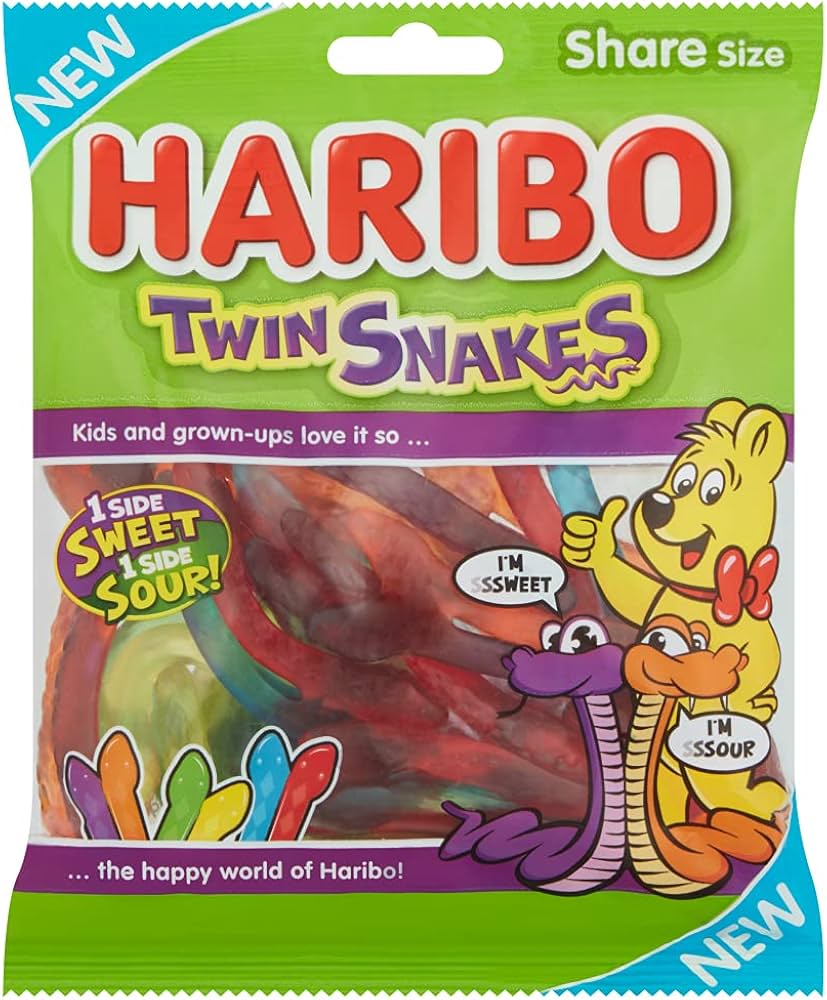 NEW
Share Size
HARIBO
TWIN SNAKES
Kids and grown-ups love it so ...
1 SIDE
SWEET
1 SIDE
SOUR!
I'M
SSSWEET
I'M
SSSOUR
... the happy world of Haribo!
NEW